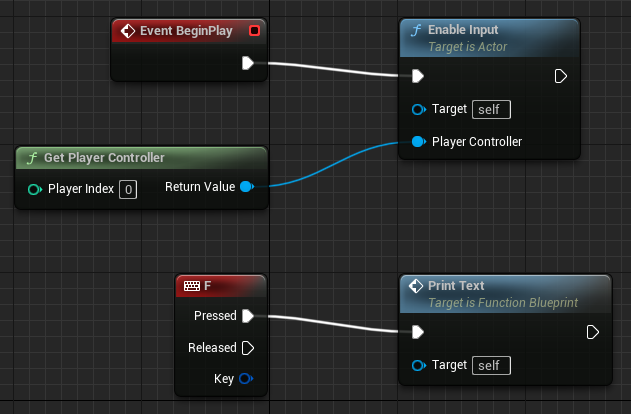 Event BeginPlay
f Enable Input
Target is Actor
Target self
Player Controller
f Get Player Controller
Player Index 0
Return Value
F
Pressed
Released
Key
Print Text
Target is Function Blueprint
Target self